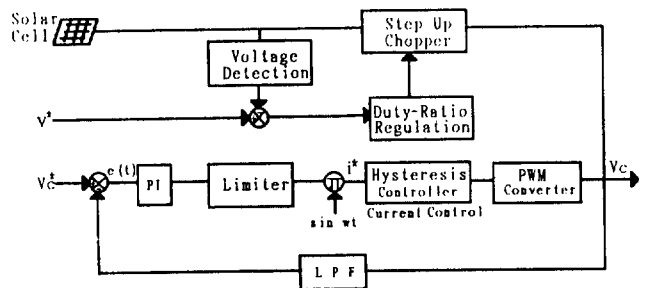 Solar
Cell
Step Up
Chopper
Voltage
Detection
V*
Duty-Ratio
Regulation
Vc*
e(t)
PI
Limiter
π
i*
sin wt
Hysteresis
Controller
Current Control
PWM
Converter
Vc
L P F